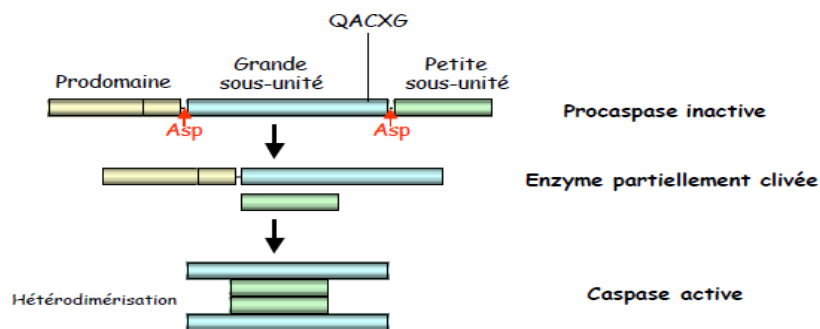 QACXG
Grande
sous-unité
Petite
sous-unité
Prodomaine
Asp
Asp
Procaspase inactive
Enzyme partiellement clivée
Hétérodimérisation
Caspase active